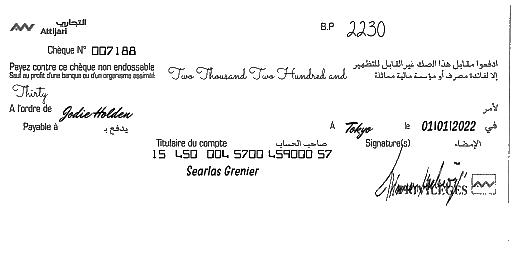 التجاري
Attijari
B.P 2230
Chèque N° 007188
Payez contre ce chèque non endossable
ادفعوا مقابل هذا الصك غير القابل للتظهير
Sauf au profit d'une banque ou d'un organisme assimilé
Two Thousand Two Hundred and
إلا لفائدة مصرف أو مؤسسة مالية مماثلة
Thirty
A l'ordre de Jodie Holden
لأمر
Payable à
يدفع بـ
A Tokyo le 01/01/2022 في
Titulaire du compte صاحب الحساب
Signature(s) الإمضاء
15 450 004 5700 459000 57
Searlas Grenier
PRIVILEGES